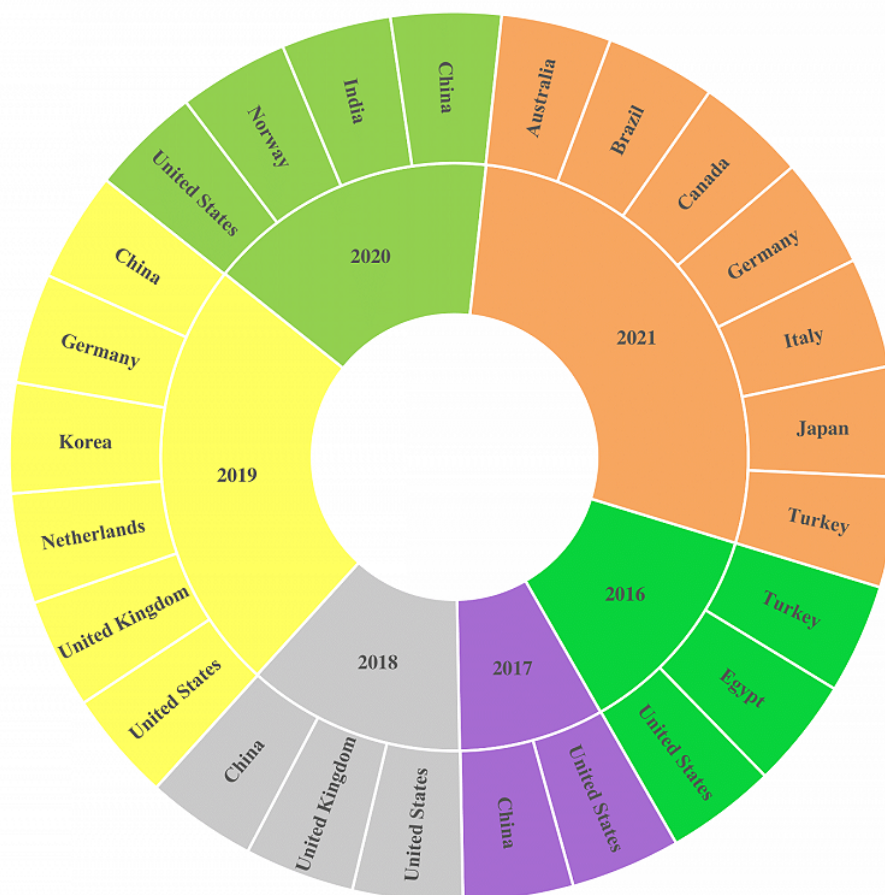 2021
Australia
Brazil
Canada
Germany
Italy
Japan
Turkey
2016
Turkey
Egypt
United States
2017
United States
China
2018
United States
United Kingdom
China
2019
United States
United Kingdom
Netherlands
Korea
Germany
China
2020
United States
Norway
India
China